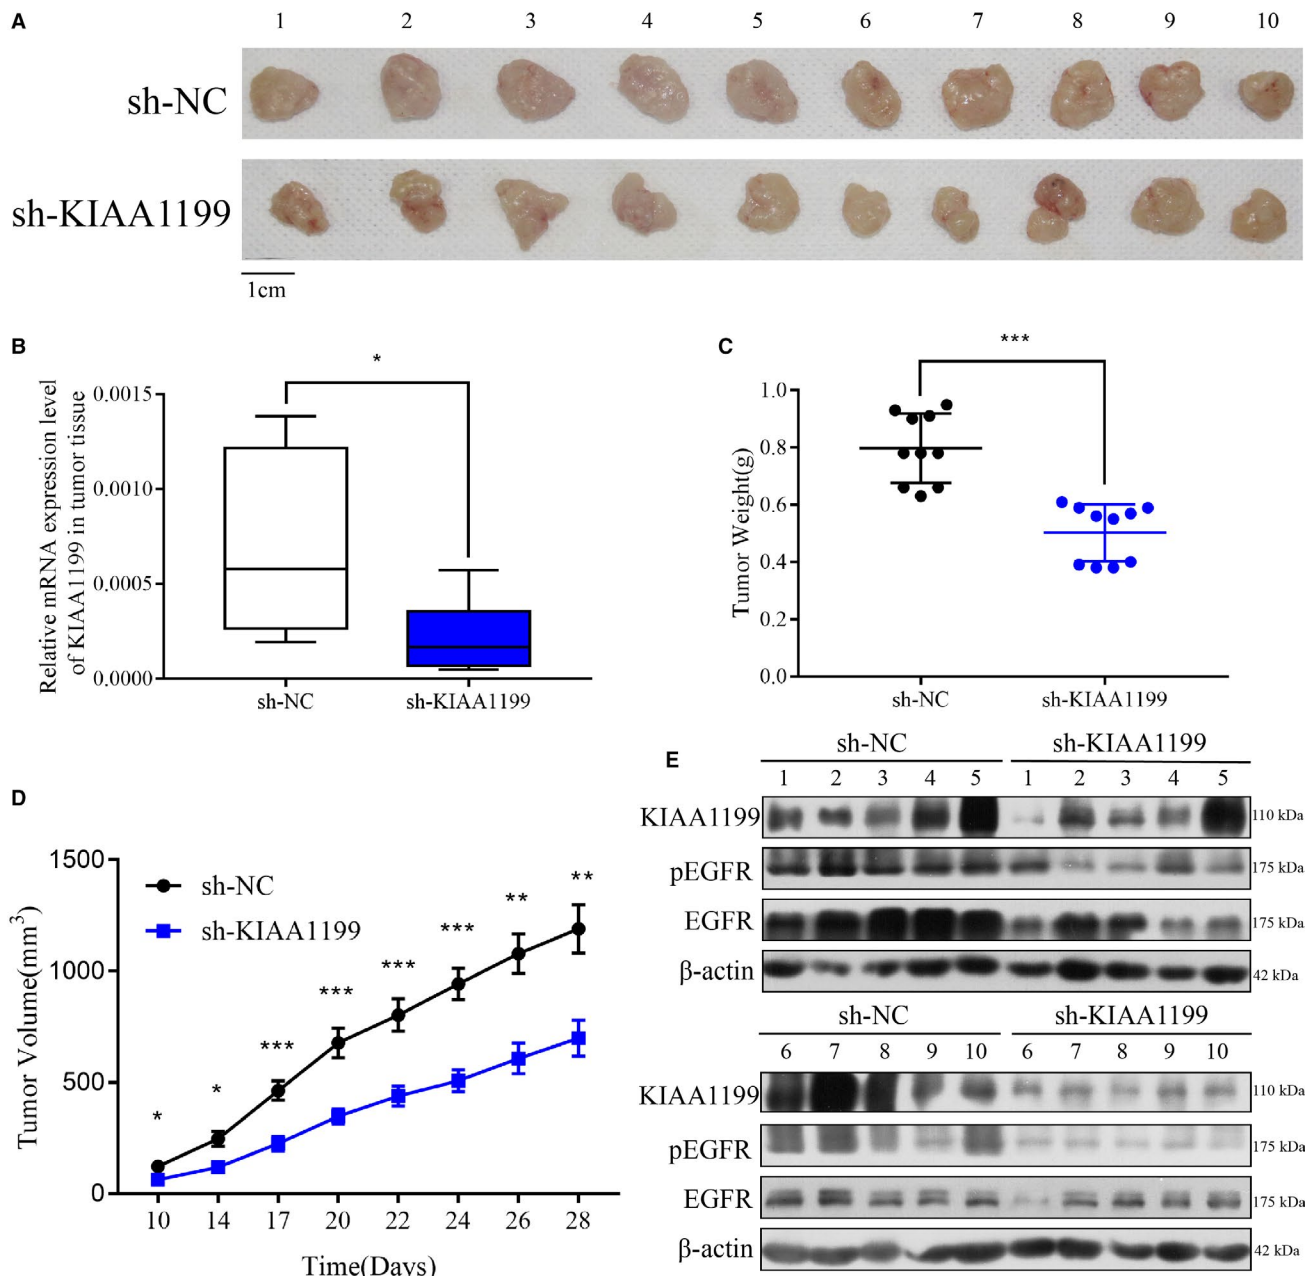 A
1 2 3 4 5 6 7 8 9 10
sh-NC
sh-KIAA1199
1cm
B
*
Relative mRNA expression level
of KIAA1199 in tumor tissue
0.0015
0.0010
0.0005
0.0000
sh-NC sh-KIAA1199
C
***
Tumor Weight(g)
1.0
0.8
0.6
0.4
0.2
0.0
sh-NC sh-KIAA1199
D
Tumor Volume(mm³)
1500
1000
500
0
sh-NC
sh-KIAA1199
* * *** *** *** *** ** **
10 14 17 20 22 24 26 28
Time(Days)
E
sh-NC sh-KIAA1199
1 2 3 4 5 1 2 3 4 5
KIAA1199 110 kDa
pEGFR 175 kDa
EGFR 175 kDa
β-actin 42 kDa
sh-NC sh-KIAA1199
6 7 8 9 10 6 7 8 9 10
KIAA1199 110 kDa
pEGFR 175 kDa
EGFR 175 kDa
β-actin 42 kDa